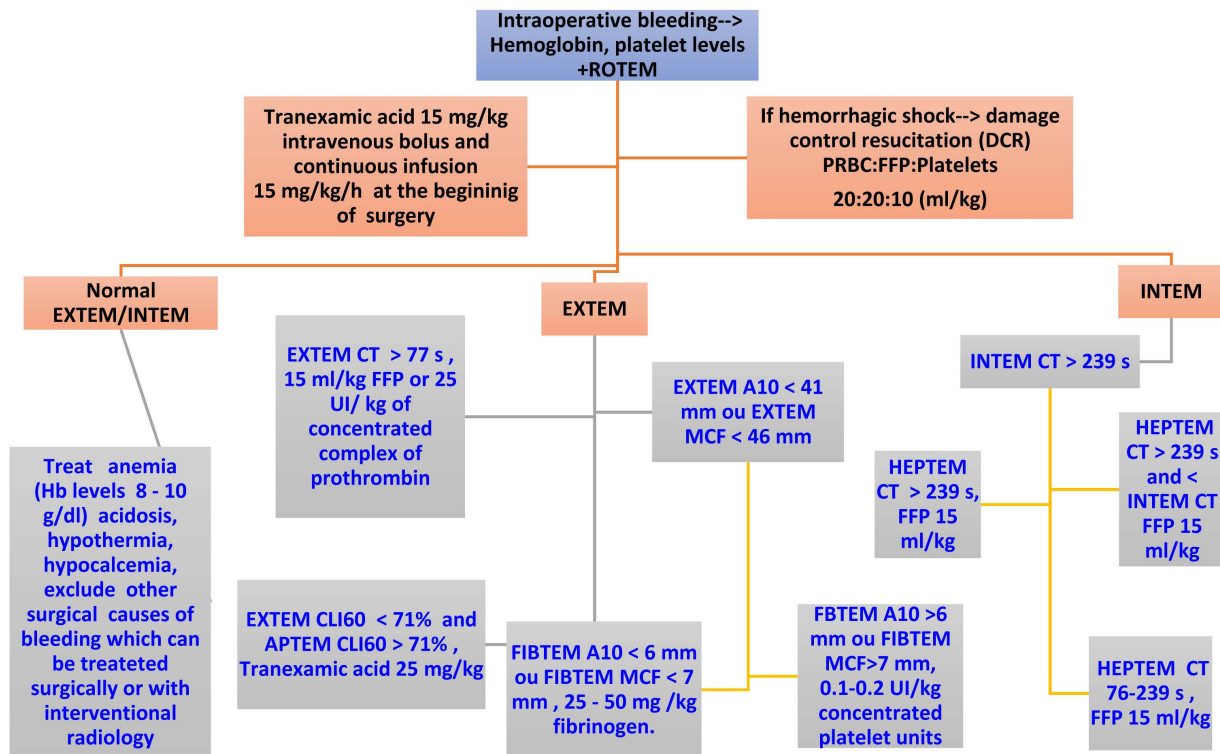 Intraoperative bleeding-->
Hemoglobin, platelet levels
+ROTEM
Tranexamic acid 15 mg/kg
intravenous bolus and
continuous infusion
15 mg/kg/h at the begininig
of surgery
If hemorrhagic shock--> damage
control resucitation (DCR)
PRBC:FFP:Platelets
20:20:10 (ml/kg)
Normal
EXTEM/INTEM
EXTEM
INTEM
Treat anemia
(Hb levels 8 - 10
g/dl) acidosis,
hypothermia,
hypocalcemia,
exclude other
surgical causes of
bleeding which can
be treateted
surgically or with
interventional
radiology
EXTEM CT > 77 s ,
15 ml/kg FFP or 25
UI/ kg of
concentrated
complex of
prothrombin
EXTEM A10 < 41
mm ou EXTEM
MCF < 46 mm
EXTEM CLI60 < 71% and
APTEM CLI60 > 71% ,
Tranexamic acid 25 mg/kg
FIBTEM A10 < 6 mm
ou FIBTEM MCF < 7
mm , 25 - 50 mg /kg
fibrinogen.
FBTEM A10 >6
mm ou FIBTEM
MCF>7 mm,
0.1-0.2 UI/kg
concentrated
platelet units
INTEM CT > 239 s
HEPTEM
CT > 239 s,
FFP 15
ml/kg
HEPTEM
CT > 239 s
and <
INTEM CT
FFP 15
ml/kg
HEPTEM CT
76-239 s ,
FFP 15 ml/kg